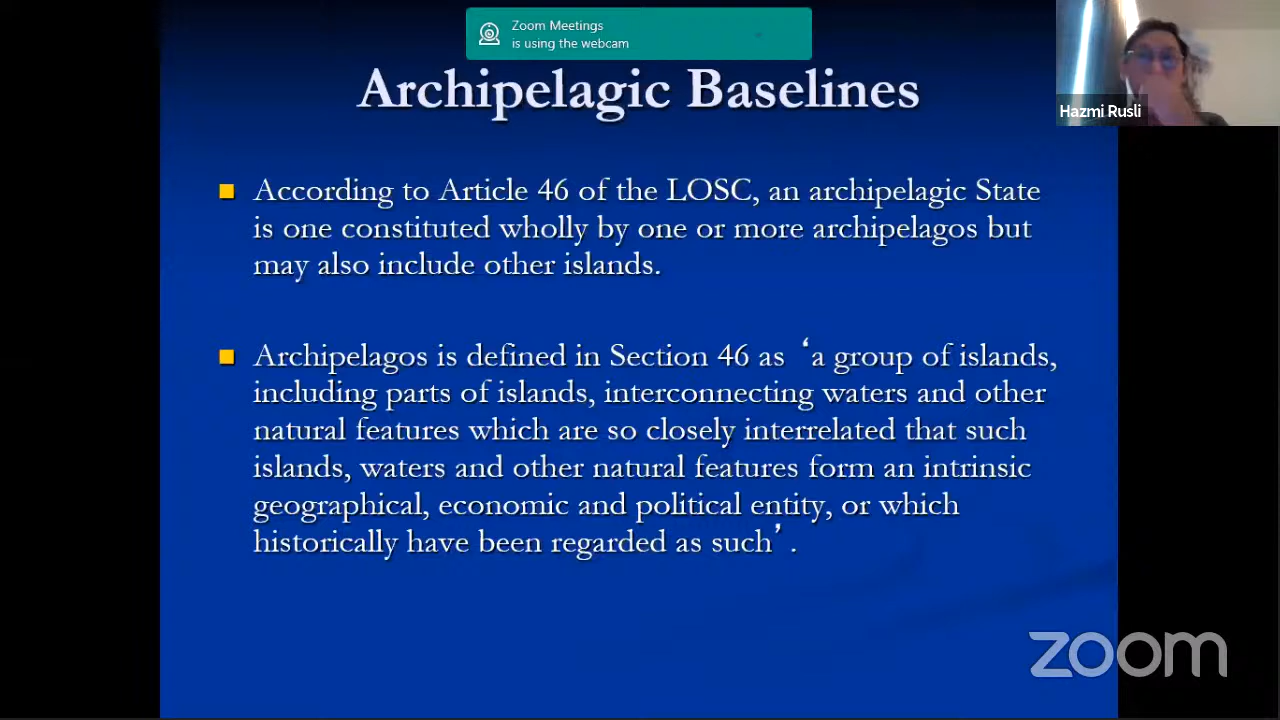 Zoom Meetings
is using the webcam
Archipelagic Baselines
Hazmi Rusli
According to Article 46 of the LOSC, an archipelagic State
is one constituted wholly by one or more archipelagos but
may also include other islands.
Archipelagos is defined in Section 46 as ‘a group of islands,
including parts of islands, interconnecting waters and other
natural features which are so closely interrelated that such
islands, waters and other natural features form an intrinsic
geographical, economic and political entity, or which
historically have been regarded as such’ .
zoom